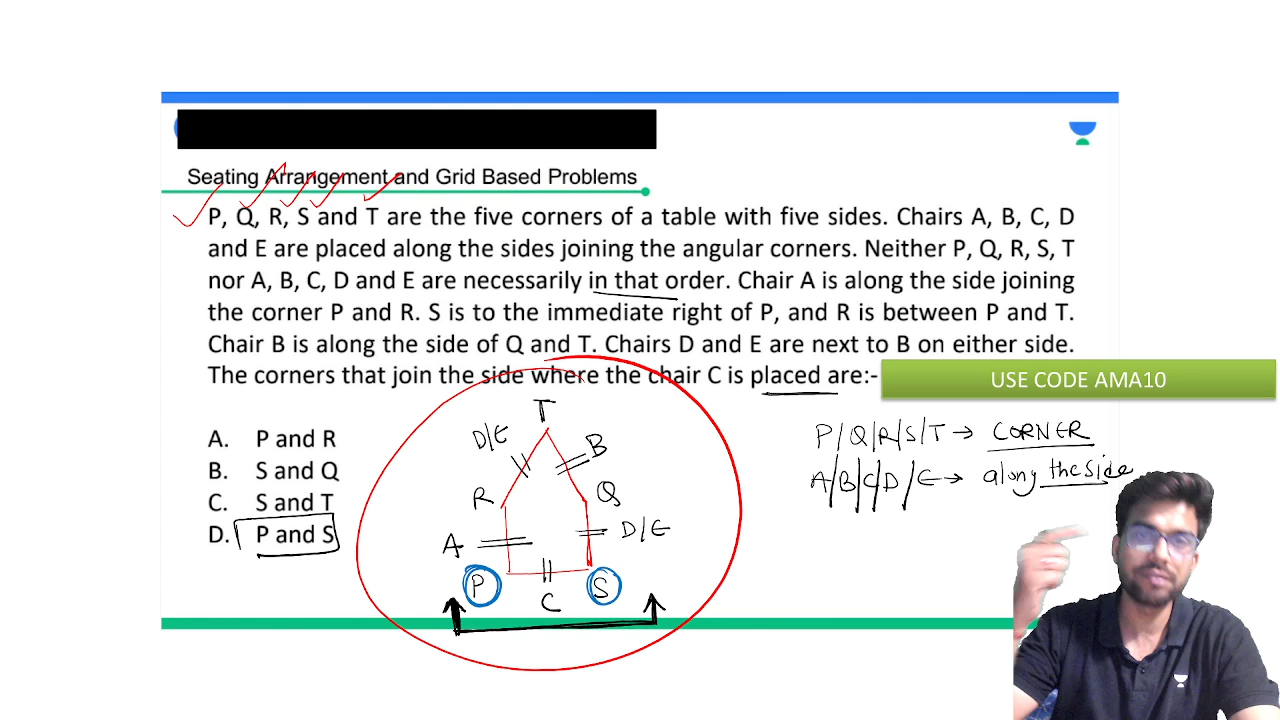 Seating Arrangement and Grid Based Problems
P, Q, R, S and T are the five corners of a table with five sides. Chairs A, B, C, D
and E are placed along the sides joining the angular corners. Neither P, Q, R, S, T
nor A, B, C, D and E are necessarily in that order. Chair A is along the side joining
the corner P and R. S is to the immediate right of P, and R is between P and T.
Chair B is along the side of Q and T. Chairs D and E are next to B on either side.
The corners that join the side where the chair C is placed are:-
USE CODE AMA10
A. P and R
B. S and Q
C. S and T
D. P and S
T
D/E
B
R
Q
A
D/E
P
C
S
P/Q/R/S/T → CORNER
A/B/C/D/E → along the side